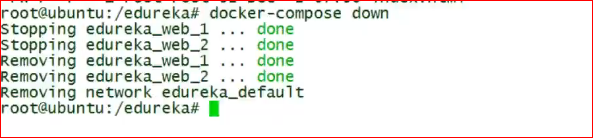 root@ubuntu:/edureka# docker-compose down
Stopping edureka_web_1 ... done
Stopping edureka_web_2 ... done
Removing edureka_web_1 ... done
Removing edureka_web_2 ... done
Removing network edureka_default
root@ubuntu:/edureka#